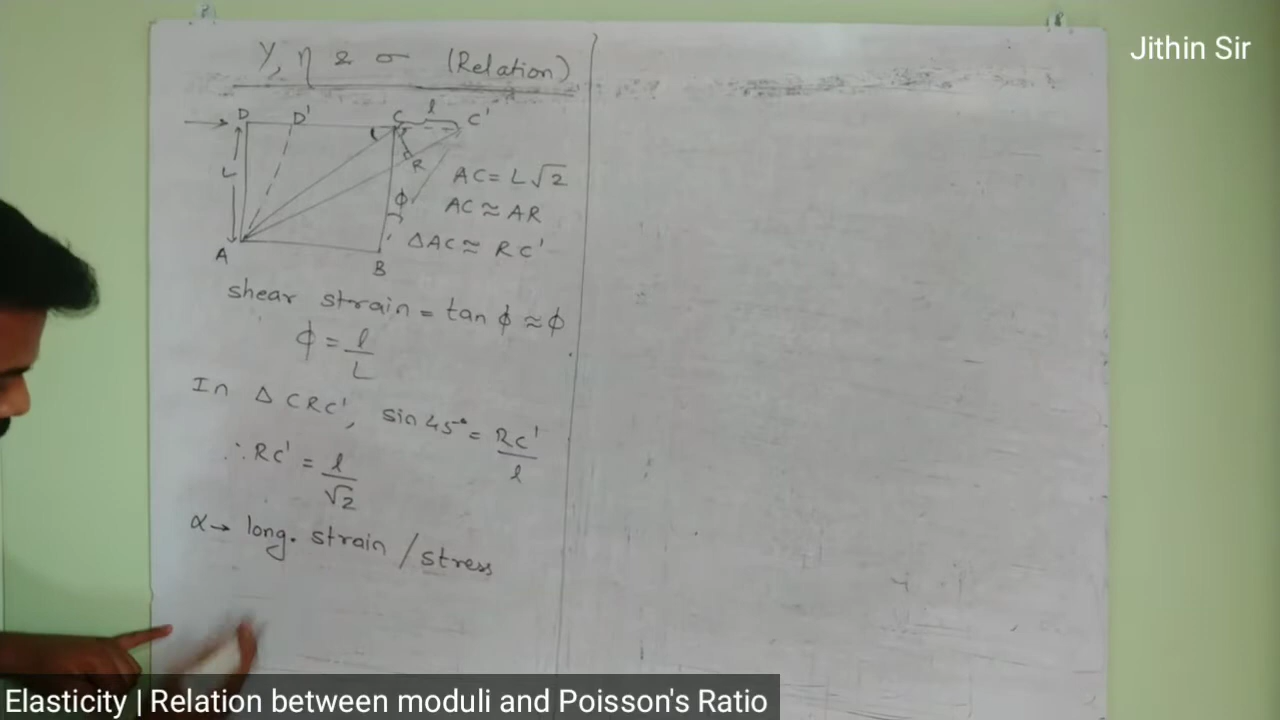 Jithin Sir
Y, η & σ (Relation)
D D' C l C'
L
R
ϕ
A
B
AC = L√2
AC ≈ AR
ΔAC ≈ RC'
shear strain = tan ϕ ≈ ϕ
ϕ = l/L
In Δ CRC', sin 45° = RC'/l
∴ RC' = l/√2
α → long. strain / stress
Elasticity | Relation between moduli and Poisson's Ratio